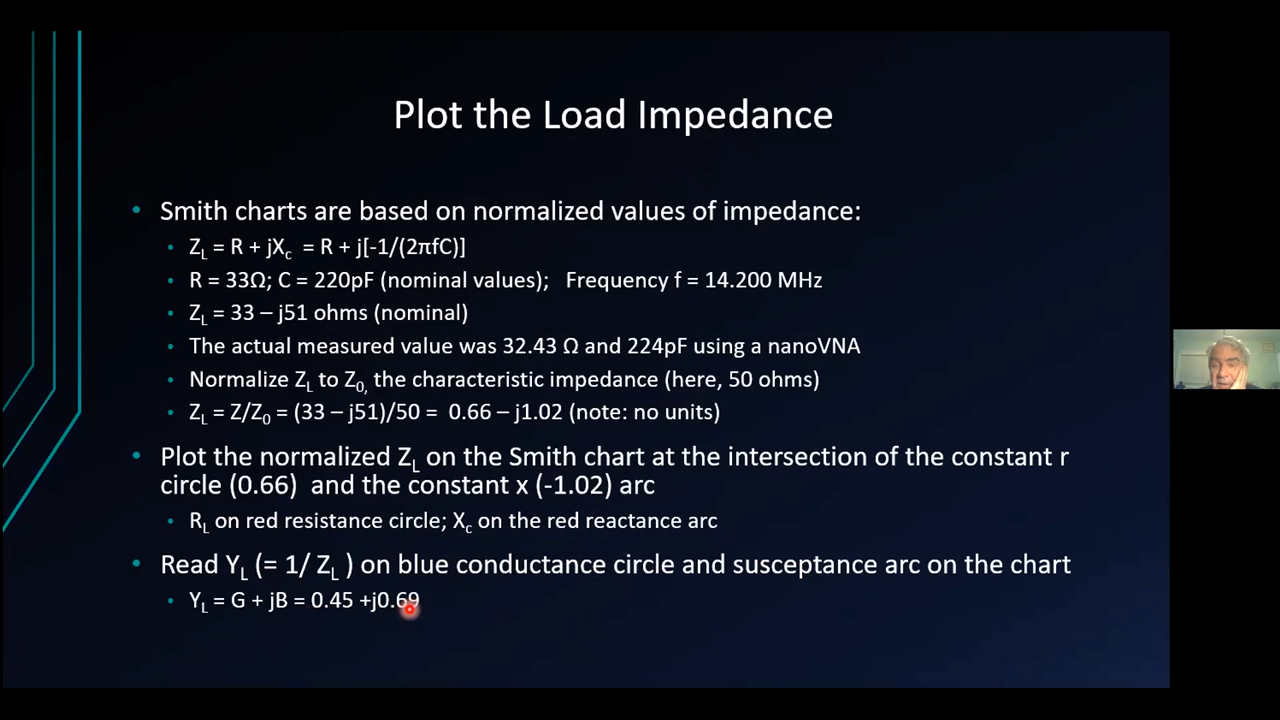 Plot the Load Impedance
• Smith charts are based on normalized values of impedance:
• Z_L = R + jX_c = R + j[-1/(2πfC)]
• R = 33Ω; C = 220pF (nominal values); Frequency f = 14.200 MHz
• Z_L = 33 – j51 ohms (nominal)
• The actual measured value was 32.43 Ω and 224pF using a nanoVNA
• Normalize Z_L to Z_0, the characteristic impedance (here, 50 ohms)
• Z_L = Z/Z_0 = (33 – j51)/50 = 0.66 – j1.02 (note: no units)
• Plot the normalized Z_L on the Smith chart at the intersection of the constant r
circle (0.66) and the constant x (-1.02) arc
• R_L on red resistance circle; X_c on the red reactance arc
• Read Y_L (= 1/ Z_L ) on blue conductance circle and susceptance arc on the chart
• Y_L = G + jB = 0.45 +j0.69